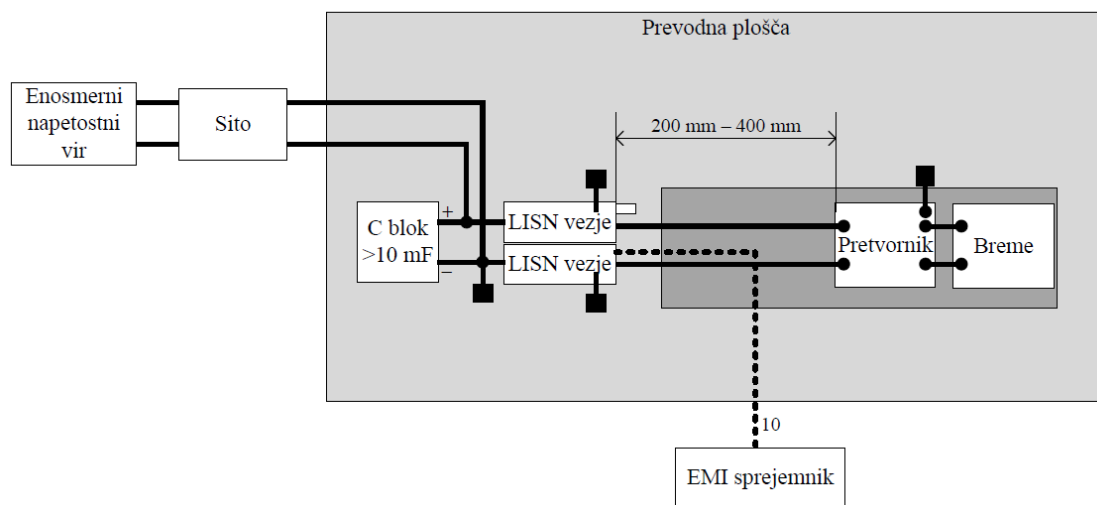 Prevodna plošča
Enosmerni
napetostni
vir
Sito
200 mm – 400 mm
C blok
>10 mF
+
−
LISN vezje
LISN vezje
Pretvornik
Breme
10
EMI sprejemnik